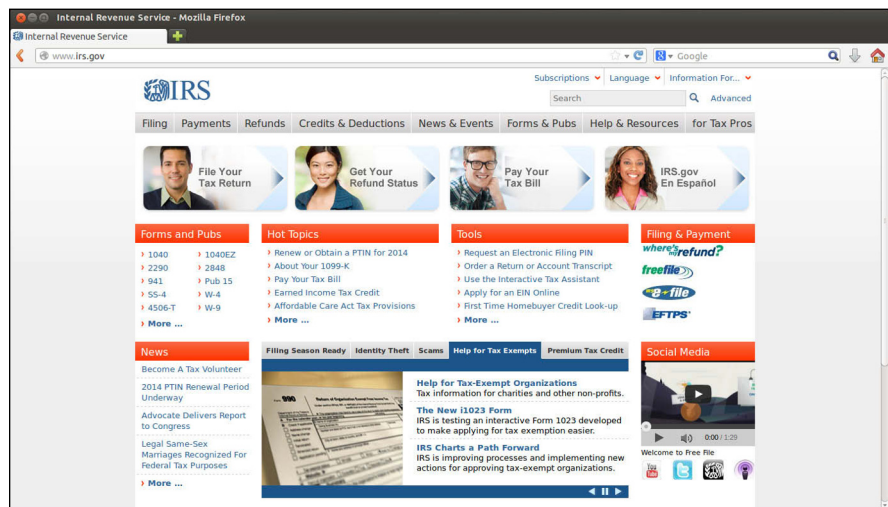 Internal Revenue Service - Mozilla Firefox
Internal Revenue Service
www.irs.gov
Google
Subscriptions Language Information For...
IRS
Search Advanced
Filing Payments Refunds Credits & Deductions News & Events Forms & Pubs Help & Resources for Tax Pros
File Your
Tax Return
Get Your
Refund Status
Pay Your
Tax Bill
IRS.gov
En Español
Forms and Pubs
1040 1040EZ
2290 2848
941 Pub 15
SS-4 W-4
4506-T W-9
More ...
Hot Topics
Renew or Obtain a PTIN for 2014
About Your 1099-K
Pay Your Tax Bill
Earned Income Tax Credit
Affordable Care Act Tax Provisions
More ...
Tools
Request an Electronic Filing PIN
Order a Return or Account Transcript
Use the Interactive Tax Assistant
Apply for an EIN Online
First Time Homebuyer Credit Look-up
More ...
Filing & Payment
where's my refund?
freefile
e-file
EFTPS
News
Become A Tax Volunteer
2014 PTIN Renewal Period
Underway
Advocate Delivers Report
to Congress
Legal Same-Sex
Marriages Recognized For
Federal Tax Purposes
More ...
Filing Season Ready Identity Theft Scams Help for Tax Exempts Premium Tax Credit
990
Help for Tax-Exempt Organizations
Tax information for charities and other non-profits.
The New i1023 Form
IRS is testing an interactive Form 1023 developed
to make applying for tax-exemption easier.
IRS Charts a Path Forward
IRS is improving processes and implementing new
actions for approving tax-exempt organizations.
Social Media
0:00 / 1:29
Welcome to Free File
You
Tube